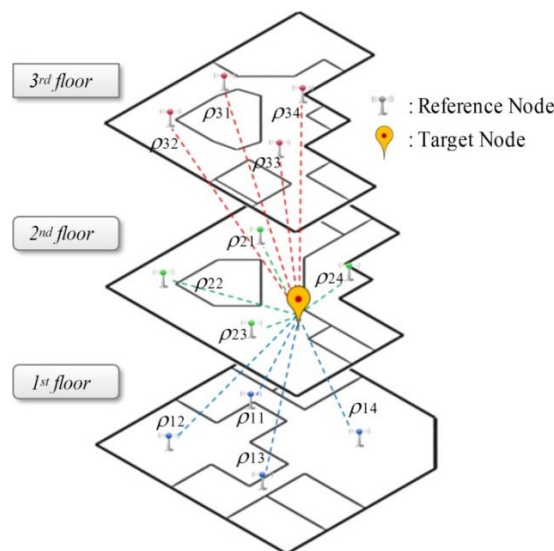 3rd floor
ρ31
ρ34
ρ32
ρ33
: Reference Node
: Target Node
2nd floor
ρ21
ρ22
ρ24
ρ23
1st floor
ρ12
ρ11
ρ14
ρ13